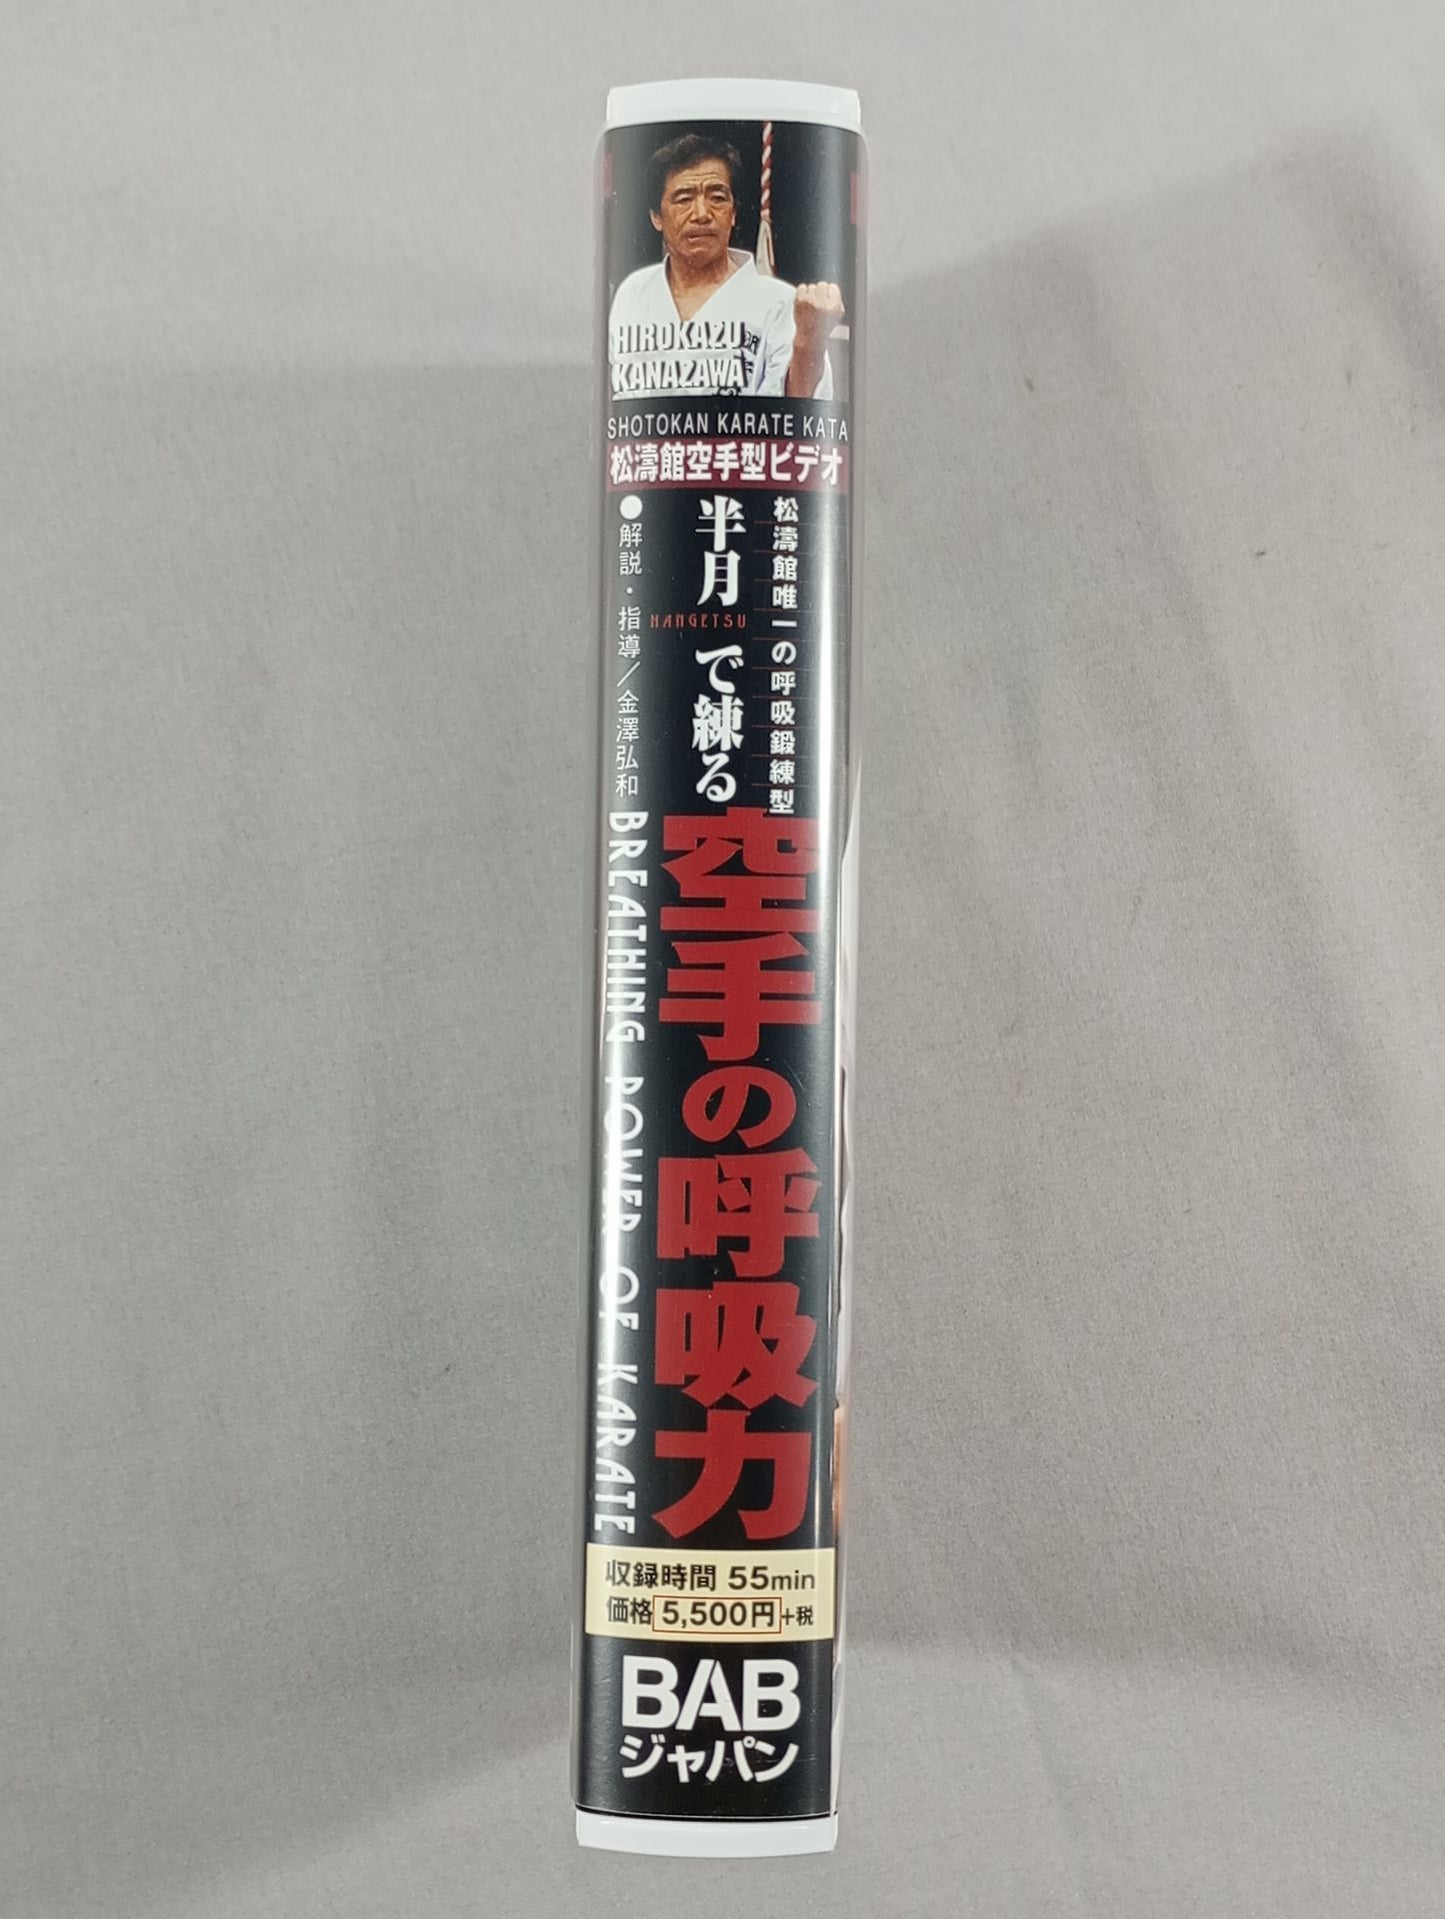 HIROKAZU
KANAZAWA
SHOTOKAN KARATE KATA
松濤館空手型ビデオ
松濤館唯一の呼吸鍛練型
半月で練る
HANGETSU
空手の呼吸力
●解説・指導／金澤弘和
BREATHING POWER OF KARATE
収録時間 55min
価格 5,500円+税
BAB
ジャパン